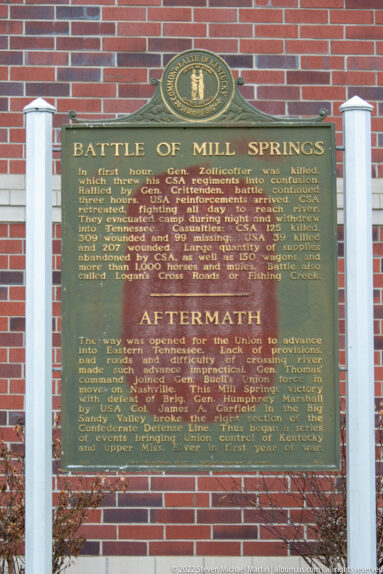 COMMONWEALTH OF KENTUCKY
BATTLE OF MILL SPRINGS
In first hour, Gen. Zollicoffer was killed,
which threw his CSA regiments into confusion.
Rallied by Gen. Crittenden, battle continued
three hours. USA reinforcements arrived. CSA
retreated, fighting all day to reach river.
They evacuated camp during night and withdrew
into Tennessee. Casualties: CSA 125 killed,
309 wounded and 99 missing. USA 39 killed
and 207 wounded. Large quantity of supplies
abandoned by CSA, as well as 150 wagons and
more than 1,000 horses and mules. Battle also
called Logan's Cross Roads or Fishing Creek.
AFTERMATH
The way was opened for the Union to advance
into Eastern Tennessee. Lack of provisions,
bad roads and difficulty of crossing river
made such advance impractical. Gen. Thomas'
command joined Gen. Buell's Union force in
move on Nashville. This Mill Springs victory
with defeat of Brig. Gen. Humphrey Marshall
by USA Col. James A. Garfield in the Big
Sandy Valley broke the right section of the
Confederate Defense Line. Thus began a series
of events bringing Union control of Kentucky
and upper Miss. River in first year of war.
© 2022 Steven Michael Martin |album.us.com| all rights reserved